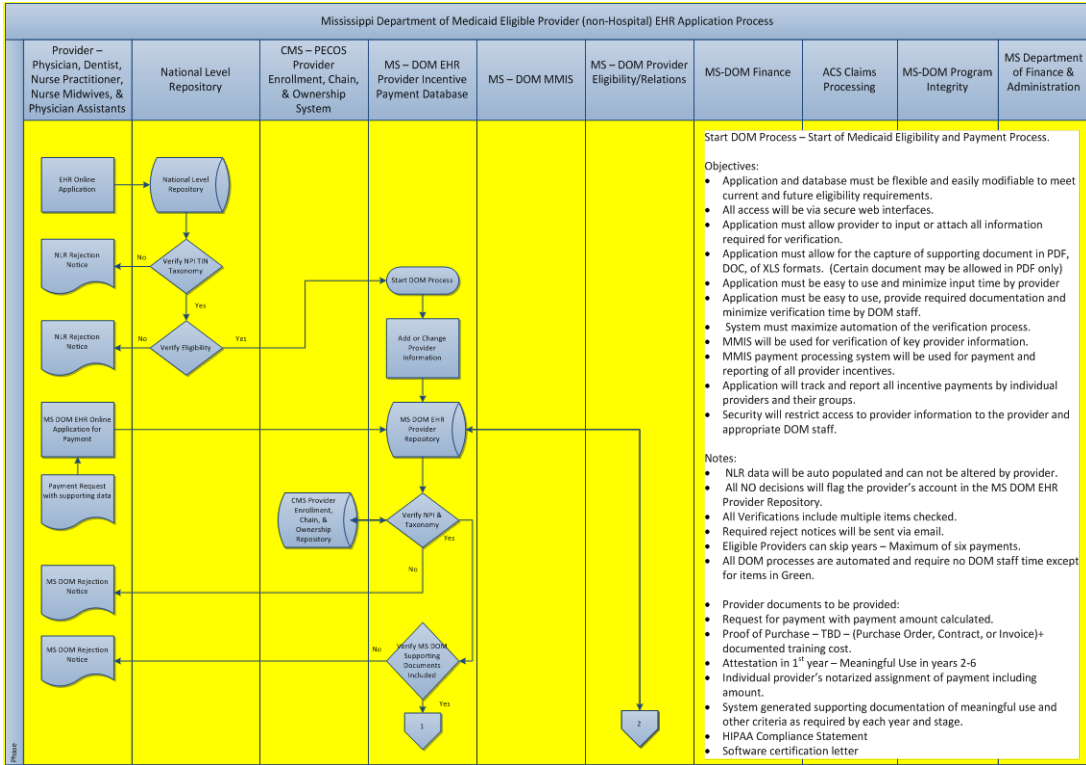 Mississippi Department of Medicaid Eligible Provider (non-Hospital) EHR Application Process
Provider –
Physician, Dentist,
Nurse Practitioner,
Nurse Midwives, &
Physician Assistants
National Level
Repository
CMS – PECOS
Provider
Enrollment, Chain,
& Ownership
System
MS – DOM EHR
Provider Incentive
Payment Database
MS – DOM MMIS
MS – DOM Provider
Eligibility/Relations
MS-DOM Finance
ACS Claims
Processing
MS-DOM Program
Integrity
MS Department
of Finance &
Administration
Phase
EHR Online
Application
National Level
Repository
NLR Rejection
Notice
No
Verify NPI TIN
Taxonomy
Yes
Start DOM Process
NLR Rejection
Notice
No
Verify Eligibility
Yes
Add or Change
Provider
Information
MS DOM EHR Online
Application for
Payment
MS DOM EHR
Provider
Repository
Payment Request
with supporting data
CMS Provider
Enrollment,
Chain, &
Ownership
Repository
Verify NPI &
Taxonomy
Yes
No
MS DOM Rejection
Notice
MS DOM Rejection
Notice
No
Verify MS DOM
Supporting
Documents
Included
Yes
1
2
Start DOM Process – Start of Medicaid Eligibility and Payment Process.
Objectives:
• Application and database must be flexible and easily modifiable to meet
current and future eligibility requirements.
• All access will be via secure web interfaces.
• Application must allow provider to input or attach all information
required for verification.
• Application must allow for the capture of supporting document in PDF,
DOC, of XLS formats. (Certain document may be allowed in PDF only)
• Application must be easy to use and minimize input time by provider
• Application must be easy to use, provide required documentation and
minimize verification time by DOM staff.
• System must maximize automation of the verification process.
• MMIS will be used for verification of key provider information.
• MMIS payment processing system will be used for payment and
reporting of all provider incentives.
• Application will track and report all incentive payments by individual
providers and their groups.
• Security will restrict access to provider information to the provider and
appropriate DOM staff.
Notes:
• NLR data will be auto populated and can not be altered by provider.
• All NO decisions will flag the provider's account in the MS DOM EHR
Provider Repository.
• All Verifications include multiple items checked.
• Required reject notices will be sent via email.
• Eligible Providers can skip years – Maximum of six payments.
• All DOM processes are automated and require no DOM staff time except
for items in Green.
• Provider documents to be provided:
• Request for payment with payment amount calculated.
• Proof of Purchase – TBD – (Purchase Order, Contract, or Invoice)+
documented training cost.
• Attestation in 1st year – Meaningful Use in years 2-6
• Individual provider's notarized assignment of payment including
amount.
• System generated supporting documentation of meaningful use and
other criteria as required by each year and stage.
• HIPAA Compliance Statement
• Software certification letter